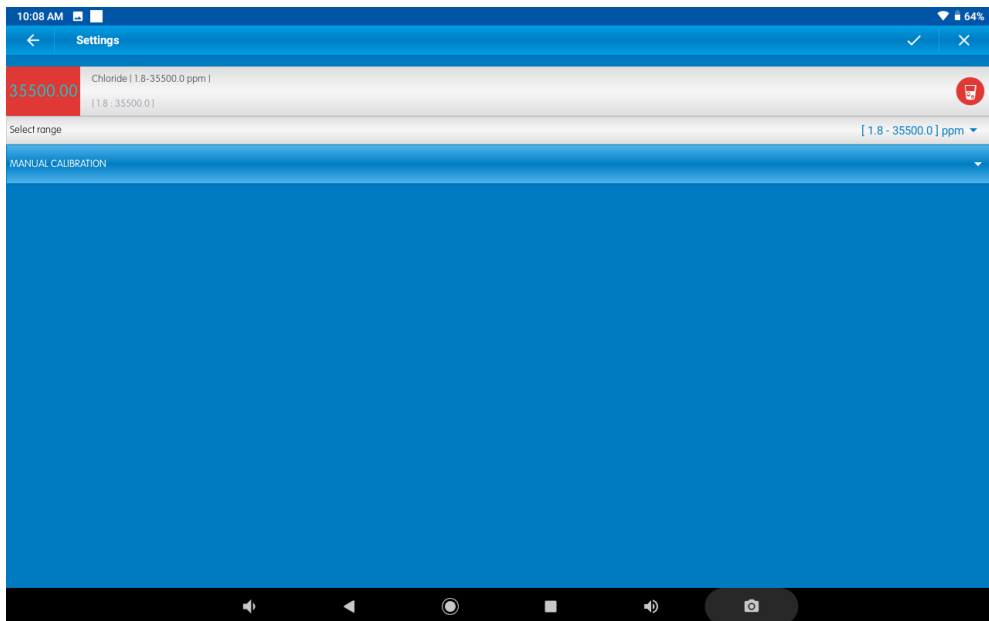 10:08 AM 64%
Settings
35500.00
Chloride ( 1.8-35500.0 ppm )
( 1.8 : 35500.0 )
Select range [ 1.8 - 35500.0 ] ppm
MANUAL CALIBRATION